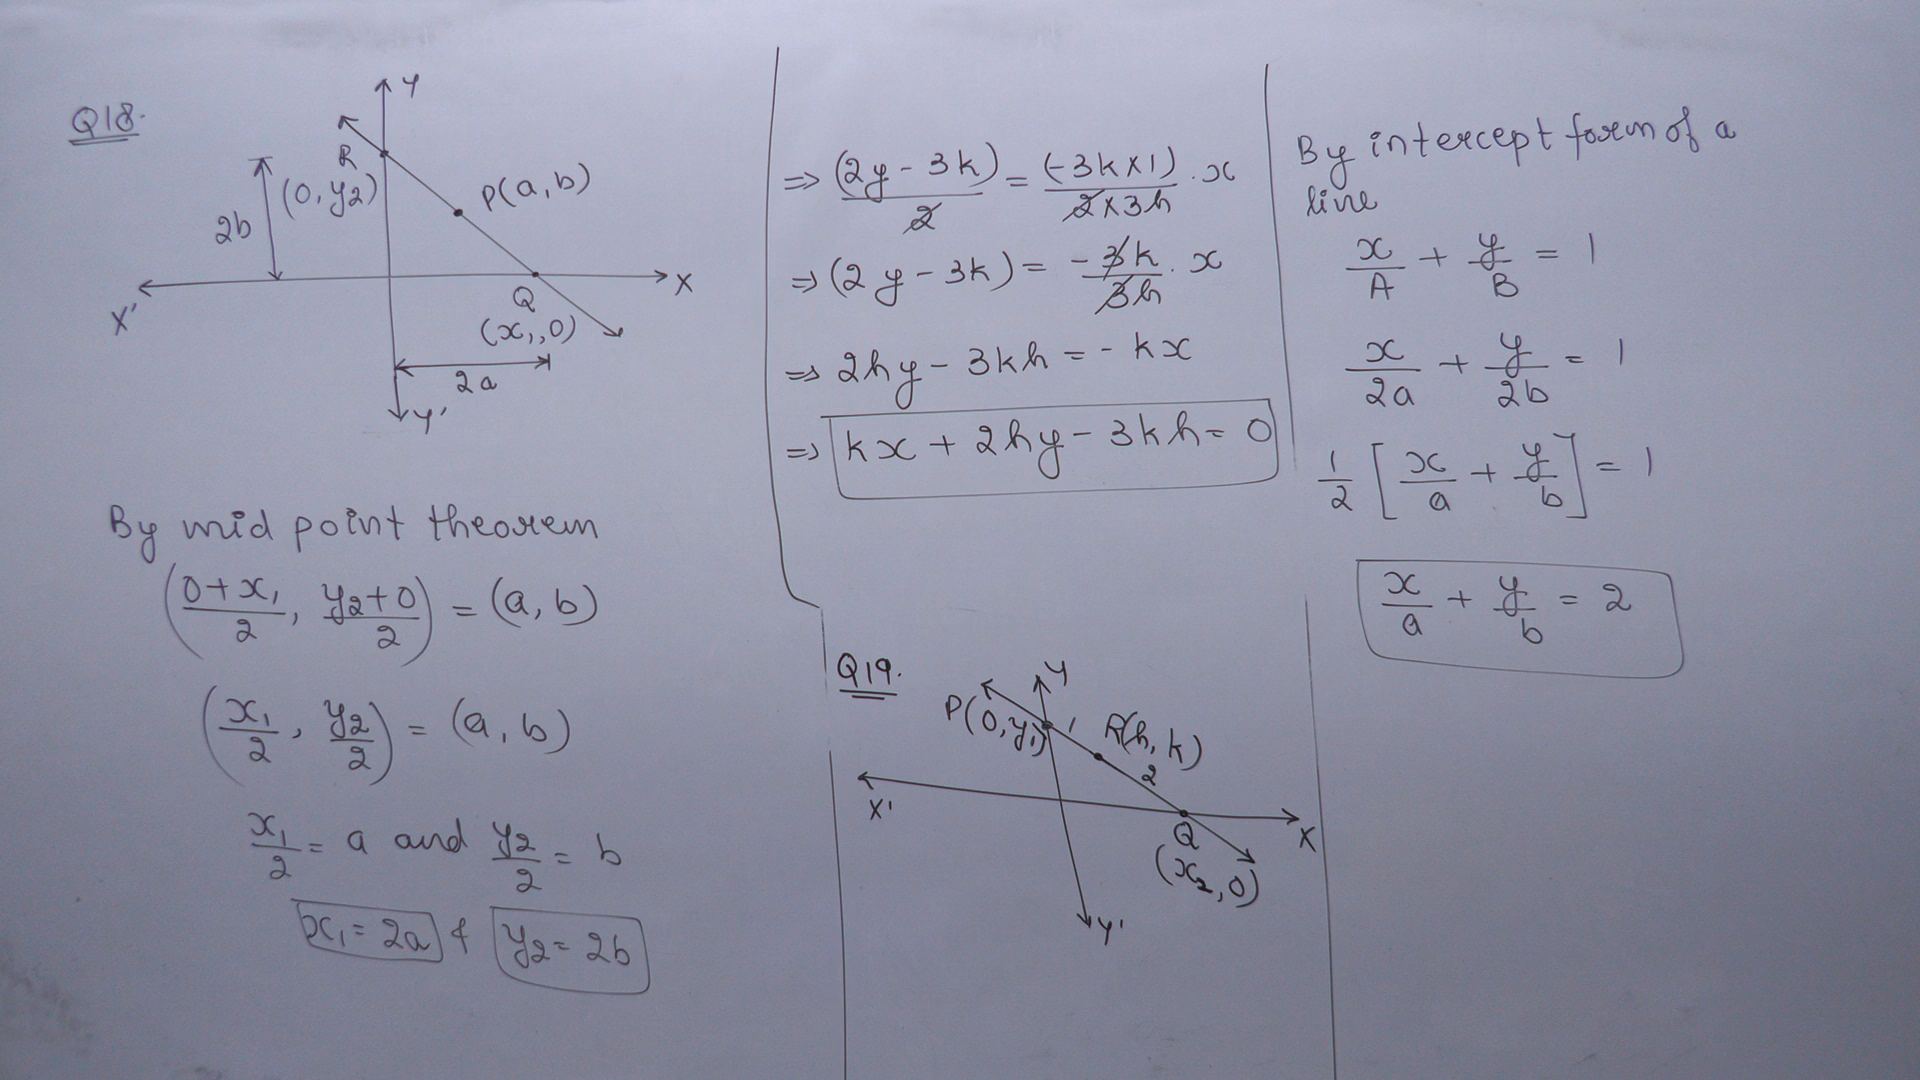 Q18.
Y
R
(0, y2)
P(a, b)
2b
X'
X
Q
(x1, 0)
2a
Y'
By mid point theorem
(0+x1/2, y2+0/2) = (a, b)
(x1/2, y2/2) = (a, b)
x1/2 = a and y2/2 = b
x1 = 2a & y2 = 2b
⇒ (2y - 3k)/2 = (-3k×1)/2×3h . x
⇒ (2y - 3k) = -3k/3h . x
⇒ 2hy - 3kh = - kx
⇒ kx + 2hy - 3kh = 0
Q19.
Y
P(0, y1)
1
R(h, k)
2
X'
X
Q
(x2, 0)
Y'
By intercept form of a
line
x/A + y/B = 1
x/2a + y/2b = 1
1/2 [x/a + y/b] = 1
x/a + y/b = 2